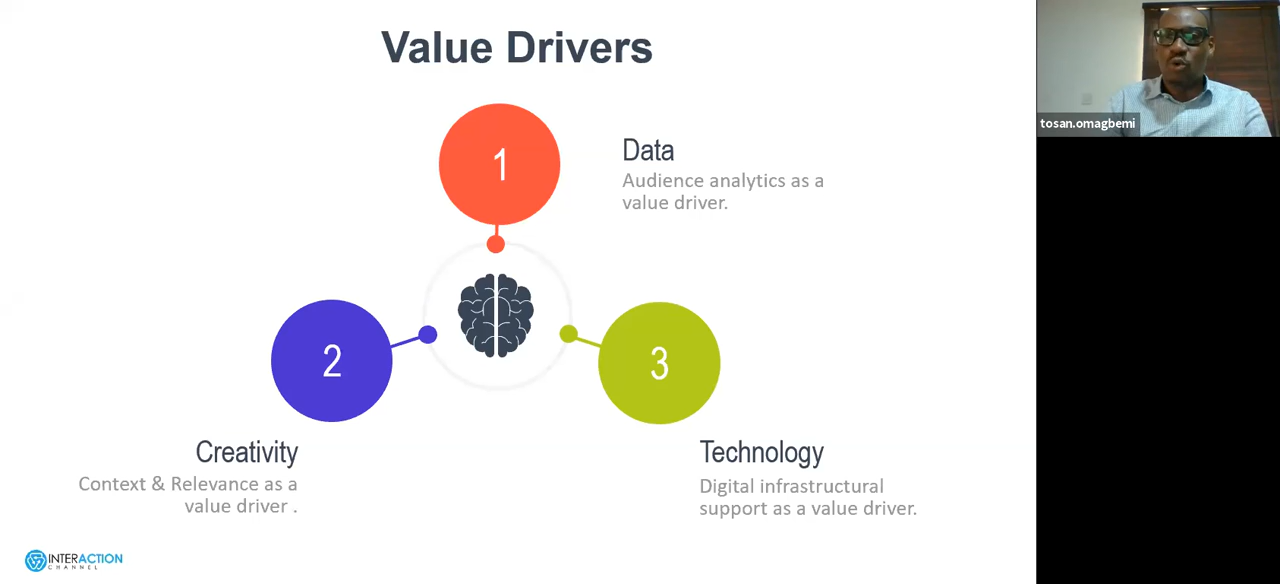 Value Drivers
tosan.omagbemi
1
Data
Audience analytics as a
value driver.
2
3
Creativity
Context & Relevance as a
value driver .
Technology
Digital infrastructural
support as a value driver.
INTERACTION
CHANNEL